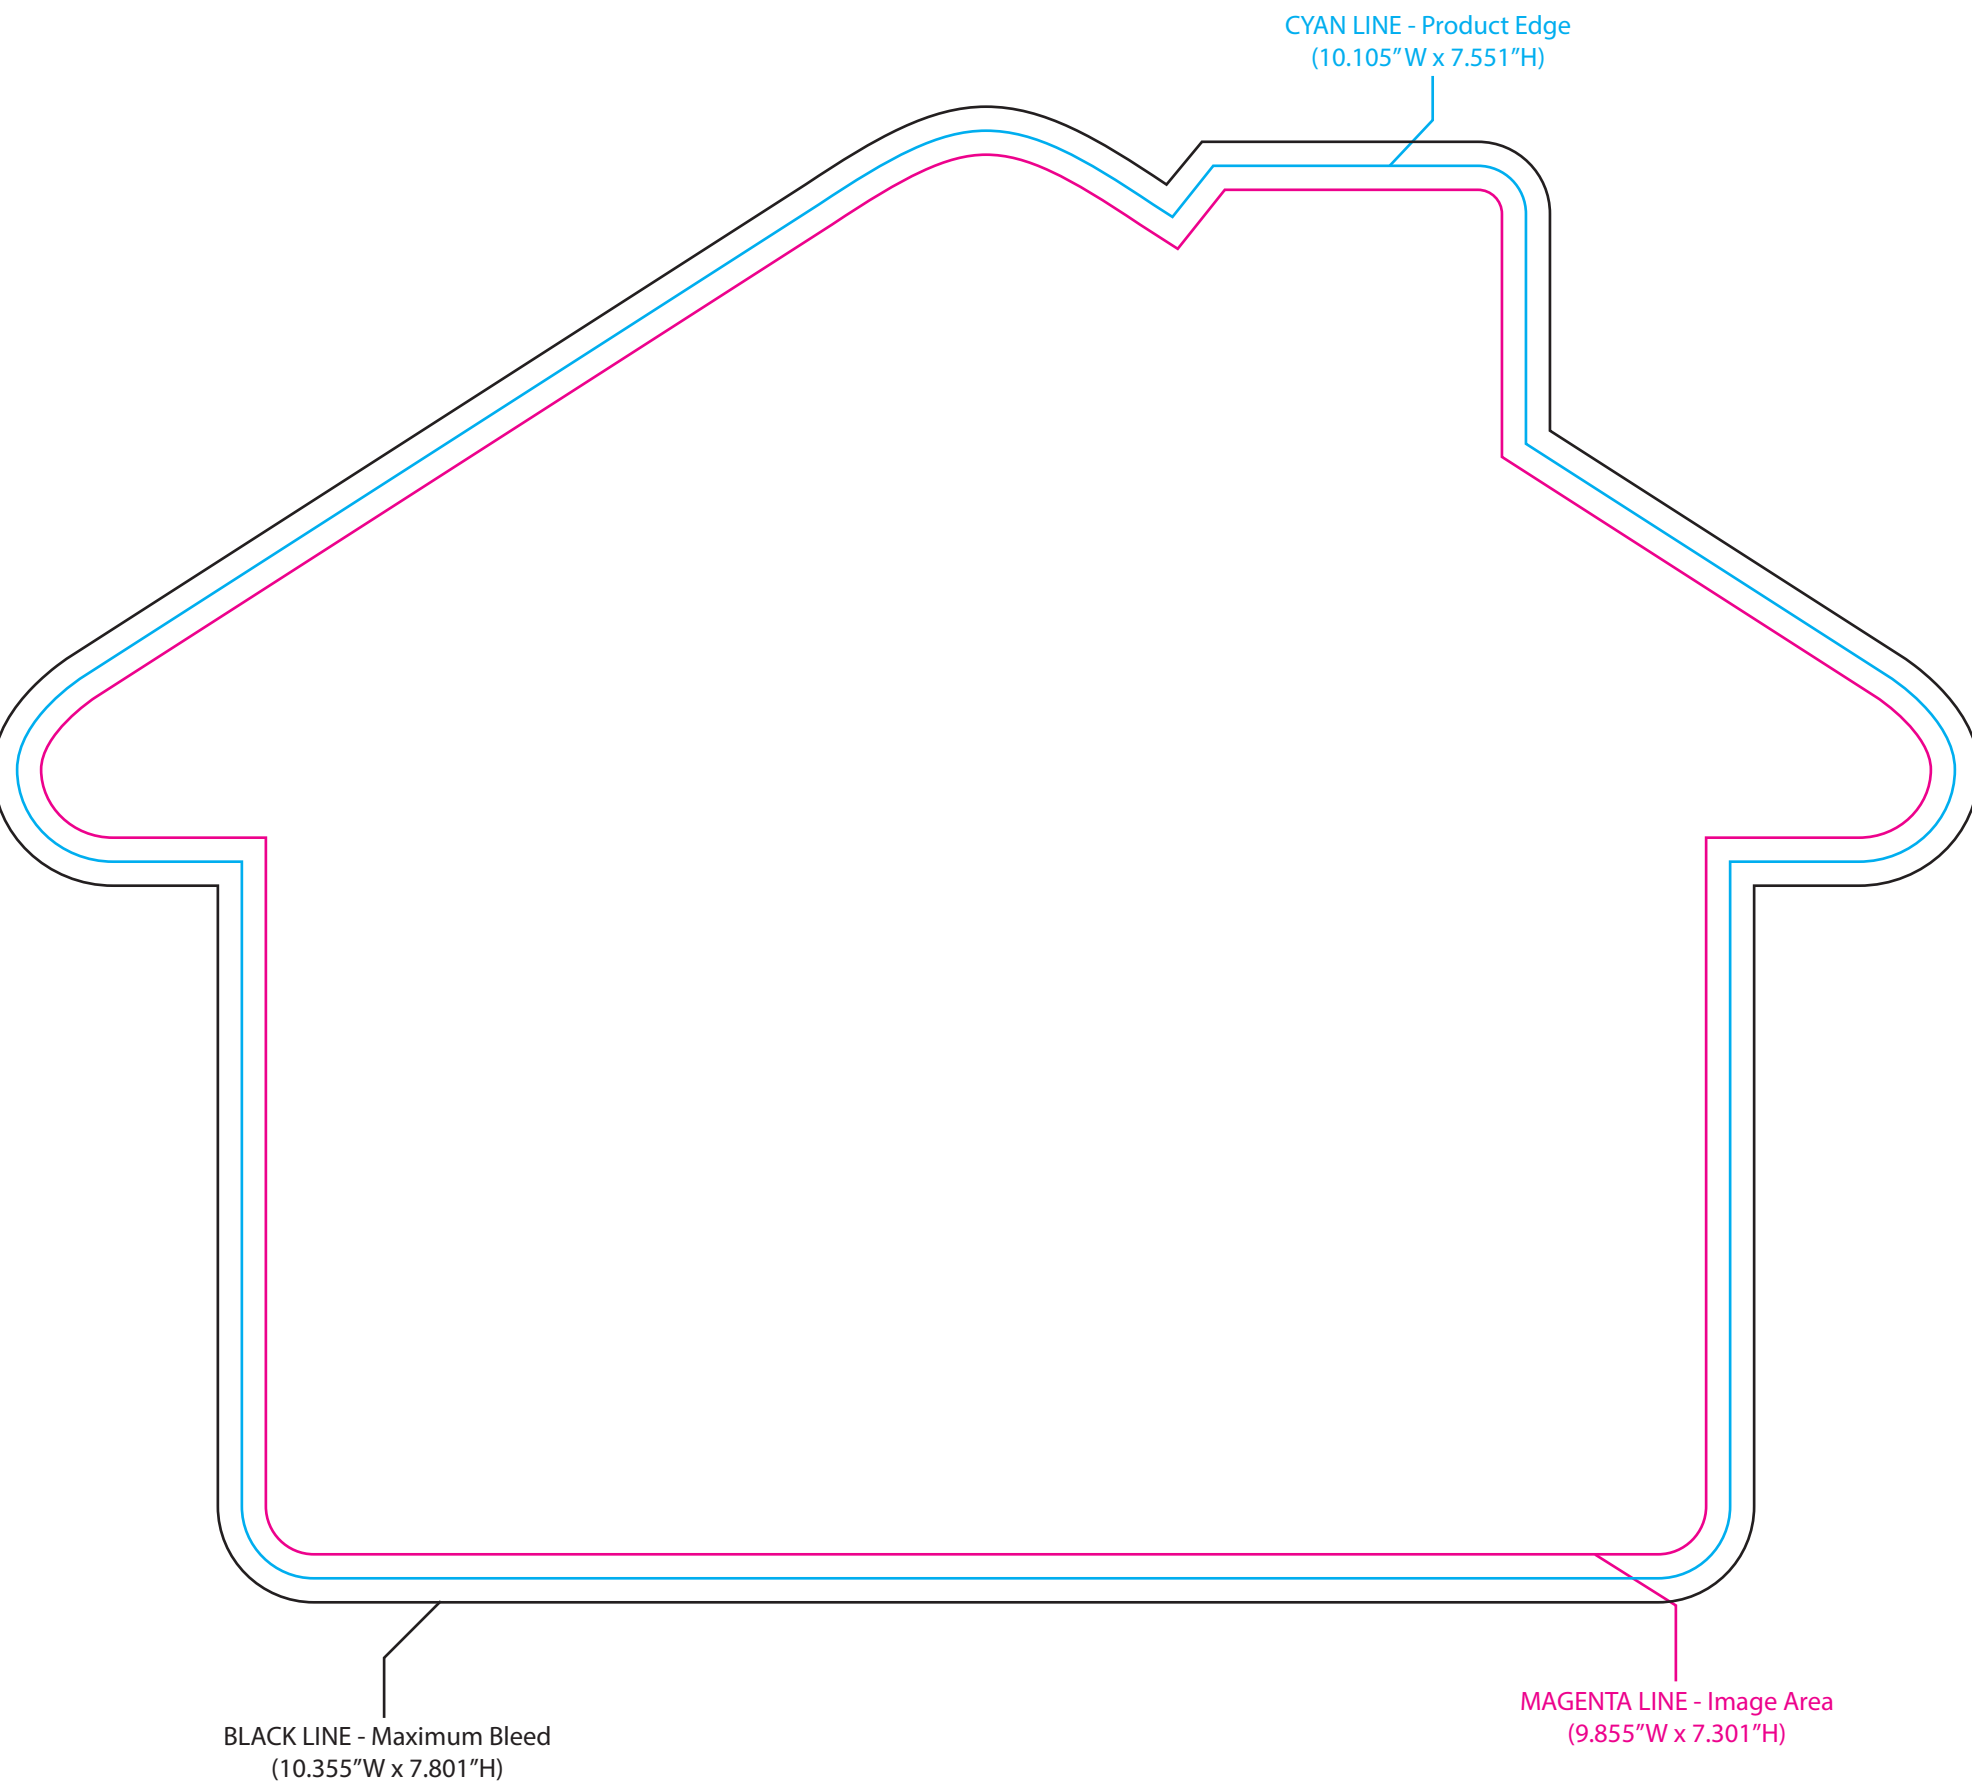 CYAN LINE - Product Edge
(10.105”W x 7.551”H)
MAGENTA LINE - Image Area
(9.855”W x 7.301”H)
BLACK LINE - Maximum Bleed
(10.355”W x 7.801”H)